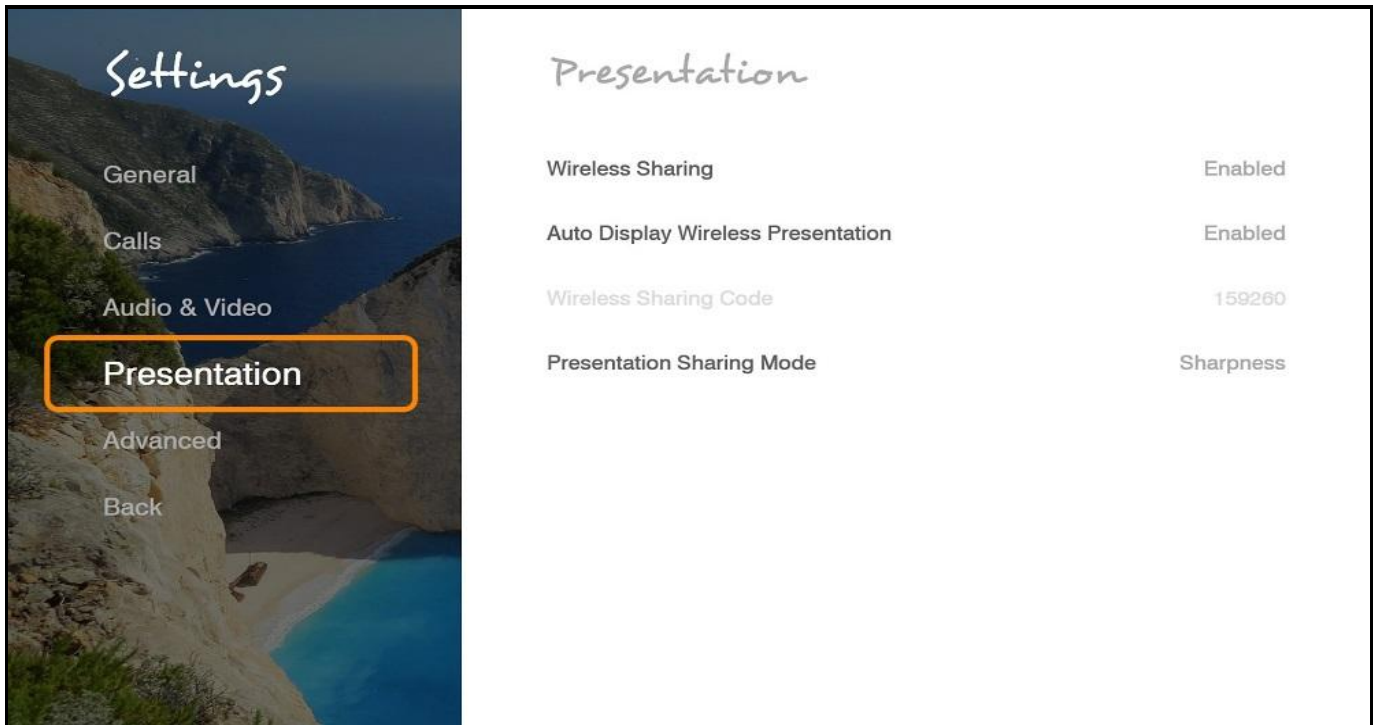 Settings
General
Calls
Audio & Video
Presentation
Advanced
Back
Presentation
Wireless Sharing Enabled
Auto Display Wireless Presentation Enabled
Wireless Sharing Code 159260
Presentation Sharing Mode Sharpness